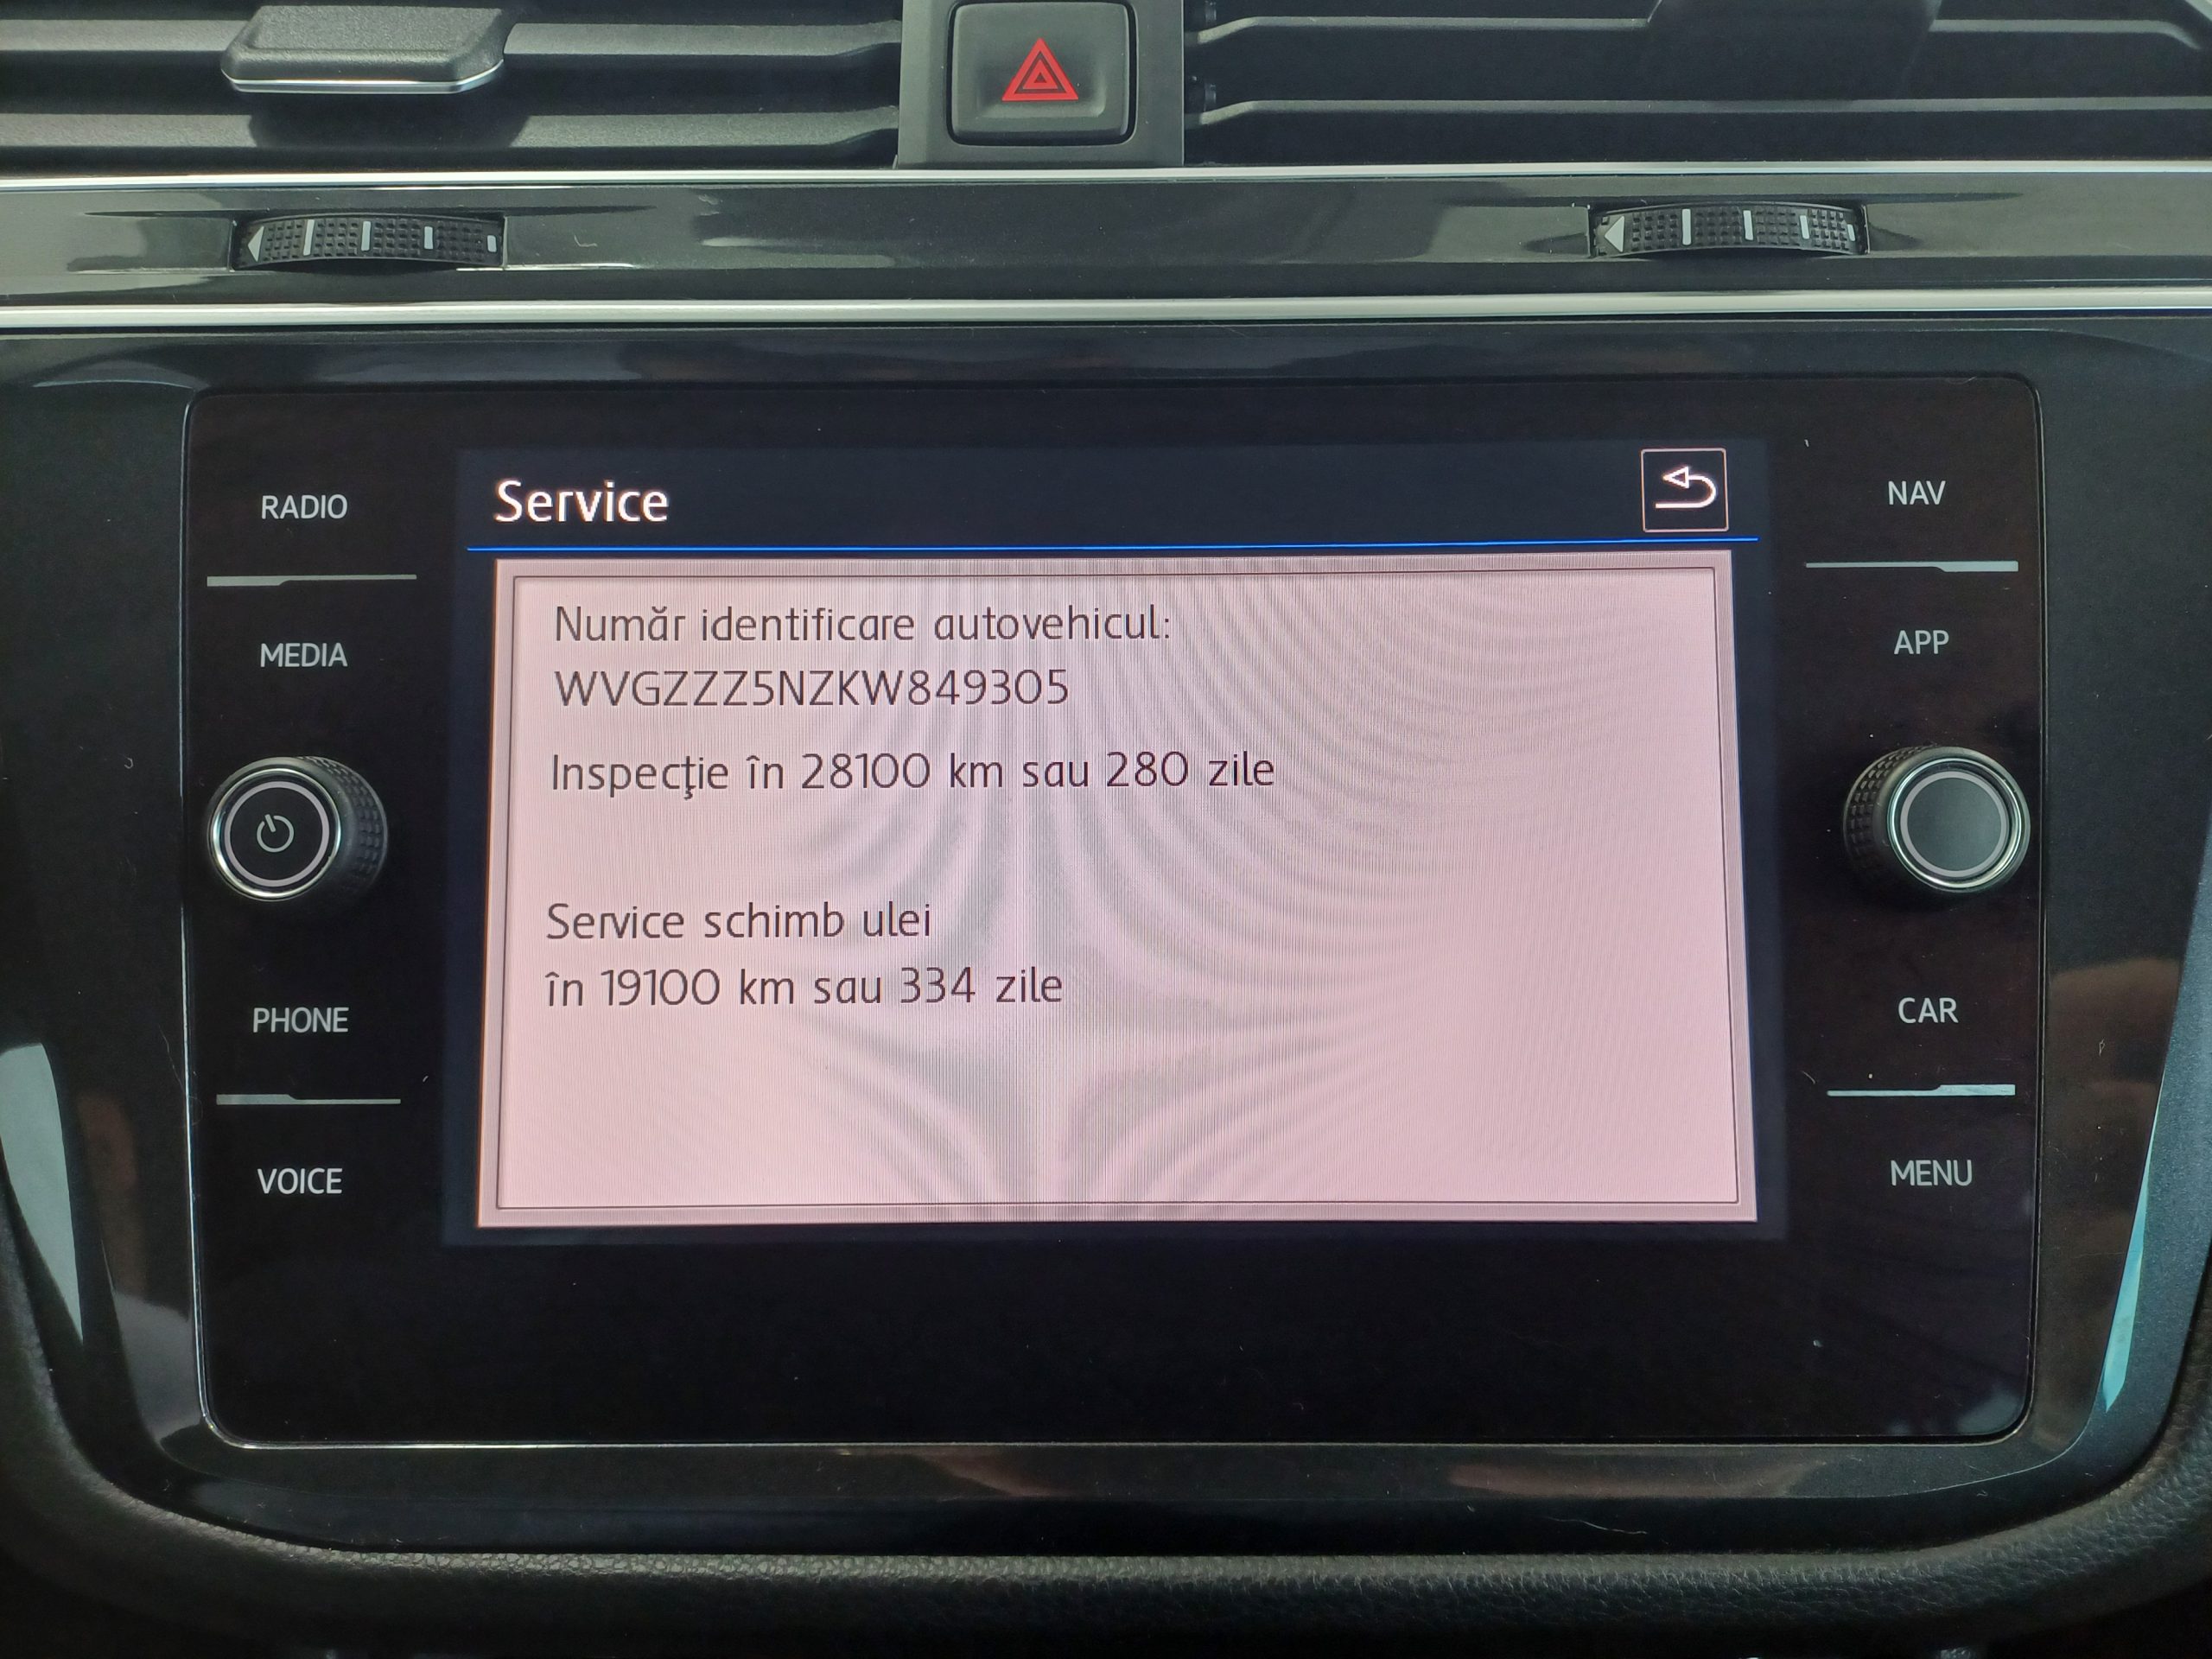 Service
RADIO
NAV
MEDIA
APP
Număr identificare autovehicul:
WVGZZZ5NZKW849305
Inspecţie în 28100 km sau 280 zile
Service schimb ulei
în 19100 km sau 334 zile
PHONE
CAR
VOICE
MENU